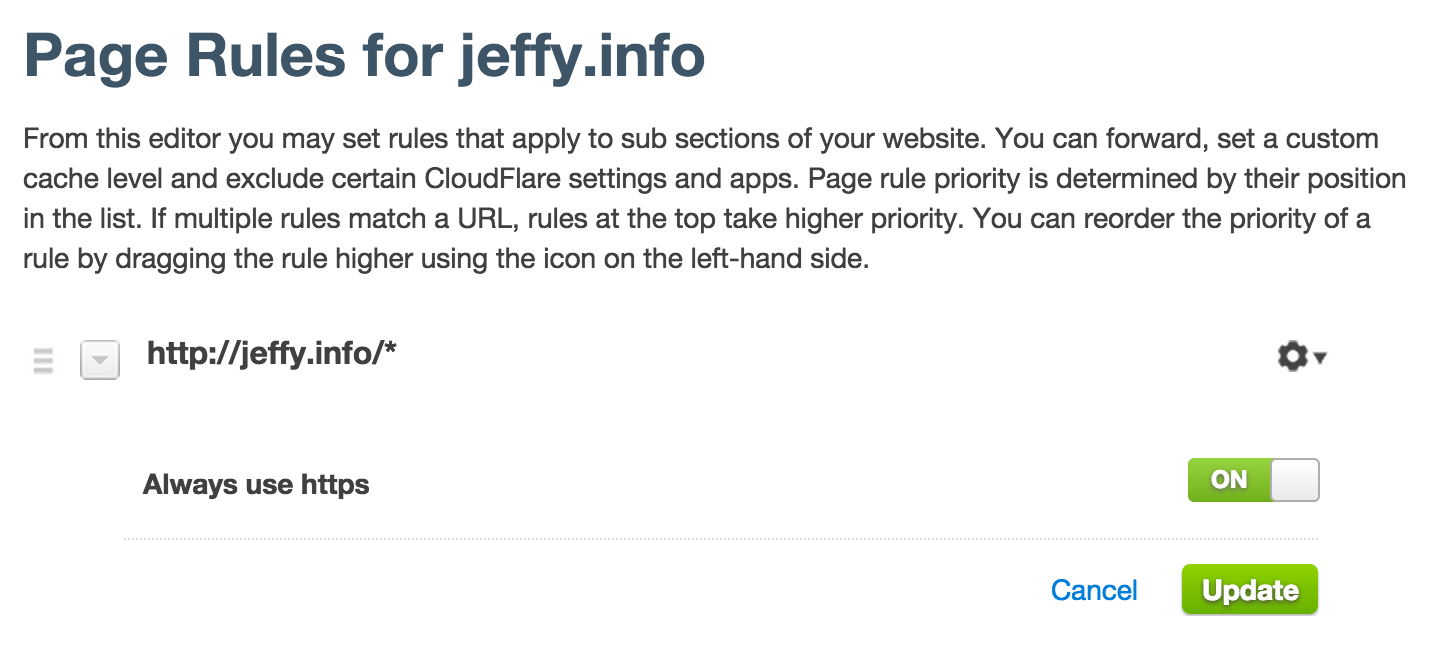 Page Rules for jeffy.info
From this editor you may set rules that apply to sub sections of your website. You can forward, set a custom
cache level and exclude certain CloudFlare settings and apps. Page rule priority is determined by their position
in the list. If multiple rules match a URL, rules at the top take higher priority. You can reorder the priority of a
rule by dragging the rule higher using the icon on the left-hand side.
http://jeffy.info/*
Always use https
ON
Cancel
Update